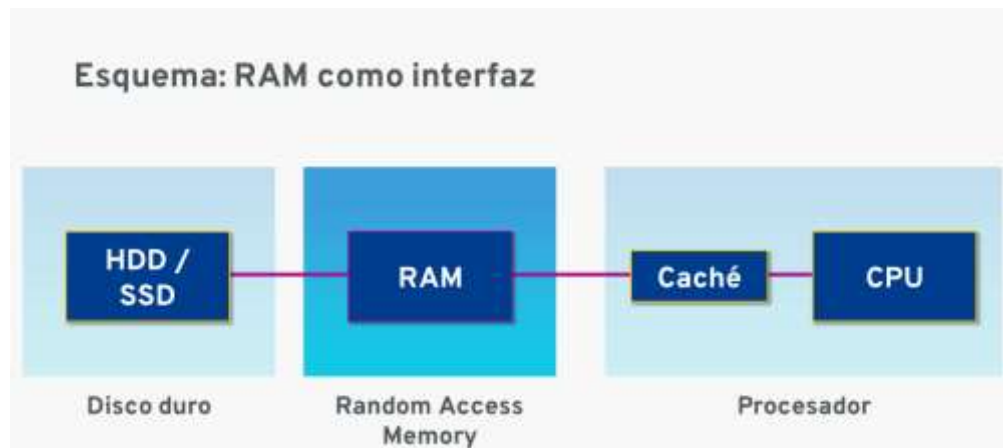 Esquema: RAM como interfaz
HDD /
SSD
RAM
Caché
CPU
Disco duro
Random Access
Memory
Procesador